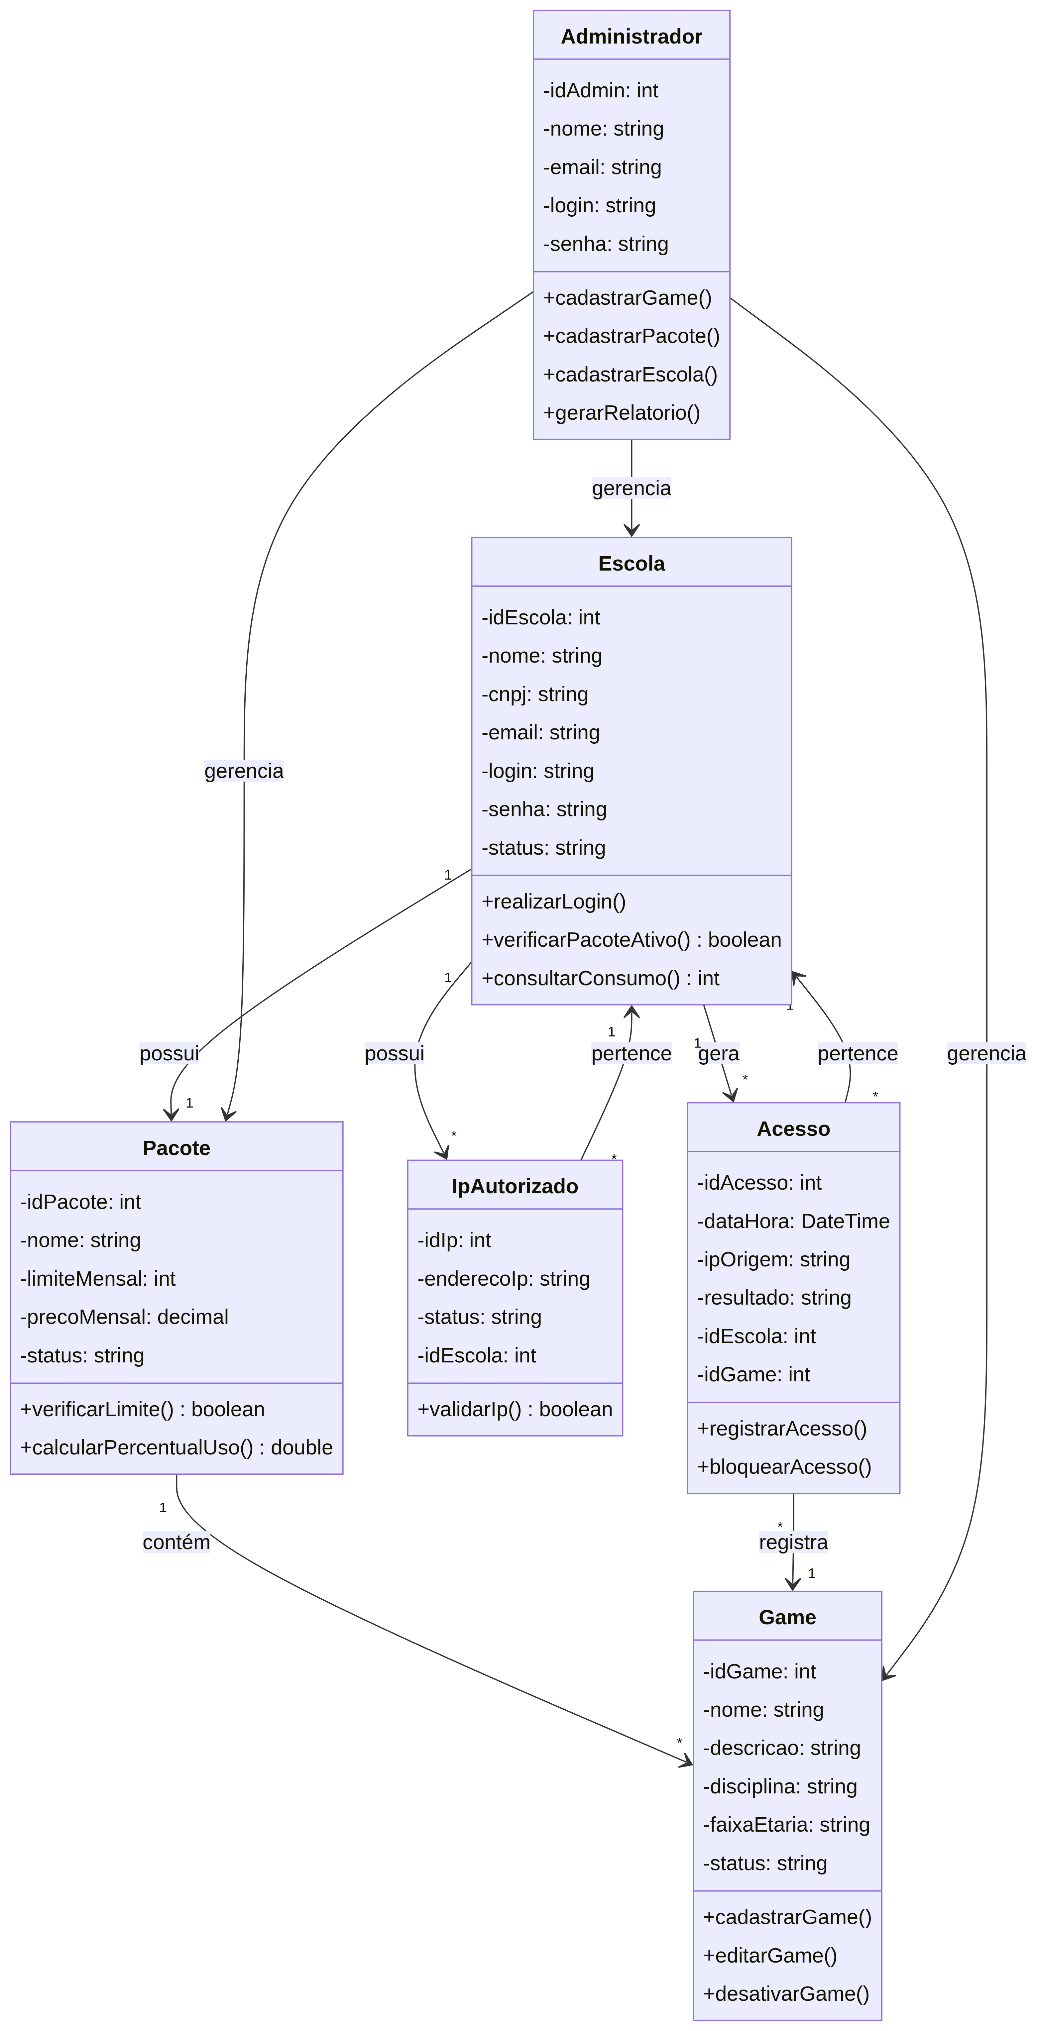 Administrador
-idAdmin: int
-nome: string
-email: string
-login: string
-senha: string
+cadastrarGame()
+cadastrarPacote()
+cadastrarEscola()
+gerarRelatorio()
gerencia
Escola
-idEscola: int
-nome: string
-cnpj: string
-email: string
-login: string
-senha: string
-status: string
+realizarLogin()
+verificarPacoteAtivo() : boolean
+consultarConsumo() : int
gerencia
1
1
1
1
1
possui
possui
pertence
gera
pertence
gerencia
1
*
*
*
*
Pacote
-idPacote: int
-nome: string
-limiteMensal: int
-precoMensal: decimal
-status: string
+verificarLimite() : boolean
+calcularPercentualUso() : double
IpAutorizado
-idIp: int
-enderecoIp: string
-status: string
-idEscola: int
+validarIp() : boolean
Acesso
-idAcesso: int
-dataHora: DateTime
-ipOrigem: string
-resultado: string
-idEscola: int
-idGame: int
+registrarAcesso()
+bloquearAcesso()
1
contém
*
*
registra
1
Game
-idGame: int
-nome: string
-descricao: string
-disciplina: string
-faixaEtaria: string
-status: string
+cadastrarGame()
+editarGame()
+desativarGame()